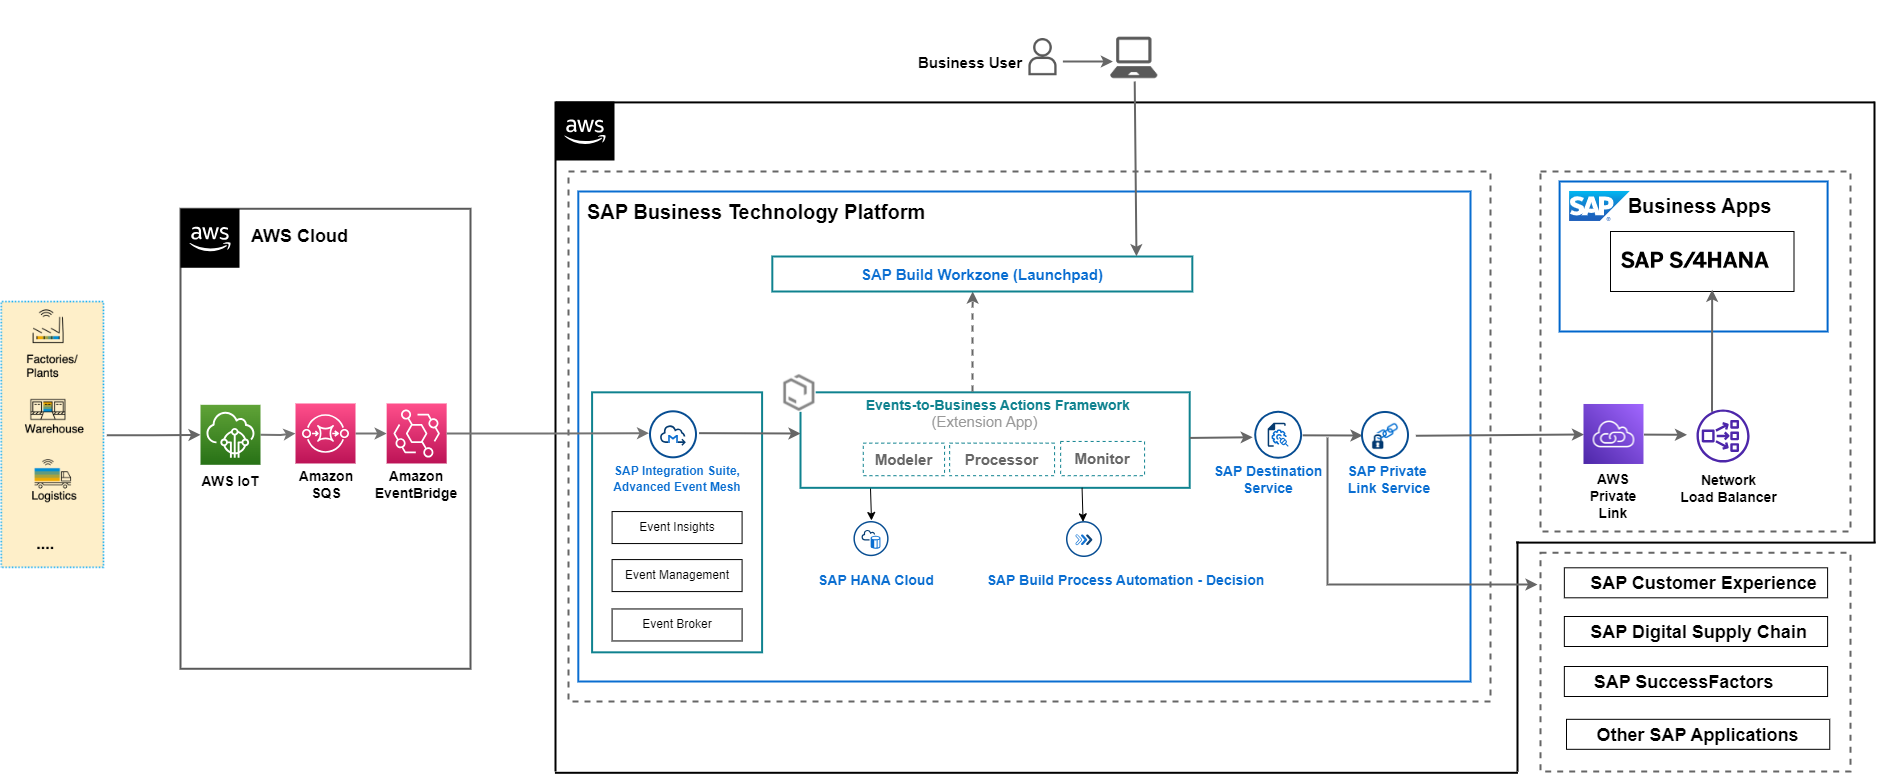 Business User
aws
SAP Business Technology Platform
SAP
Business Apps
SAP S/4HANA
aws
AWS Cloud
SAP Build Workzone (Launchpad)
Factories/
Plants
Warehouse
Logistics
....
AWS IoT
Amazon
SQS
Amazon
EventBridge
SAP Integration Suite,
Advanced Event Mesh
Event Insights
Event Management
Event Broker
Events-to-Business Actions Framework
(Extension App)
Modeler
Processor
Monitor
SAP HANA Cloud
SAP Build Process Automation - Decision
SAP Destination
Service
SAP Private
Link Service
AWS
Private
Link
Network
Load Balancer
SAP Customer Experience
SAP Digital Supply Chain
SAP SuccessFactors
Other SAP Applications